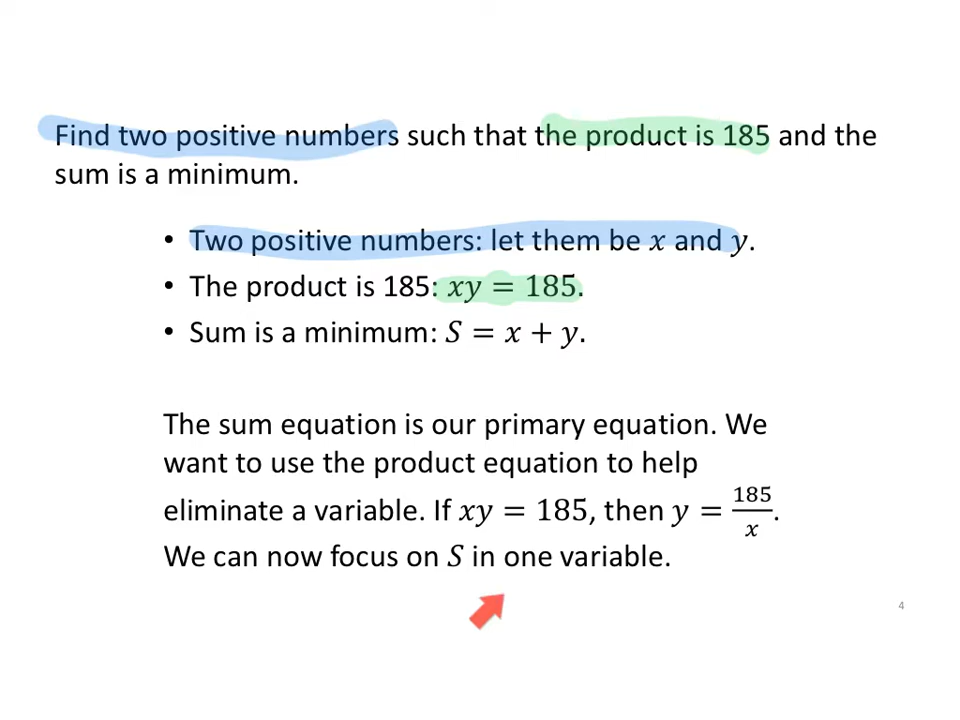 Find two positive numbers such that the product is 185 and the
sum is a minimum.
• Two positive numbers: let them be x and y.
• The product is 185: xy = 185.
• Sum is a minimum: S = x + y.
The sum equation is our primary equation. We
want to use the product equation to help
eliminate a variable. If xy = 185, then y = 185/x.
We can now focus on S in one variable.
4